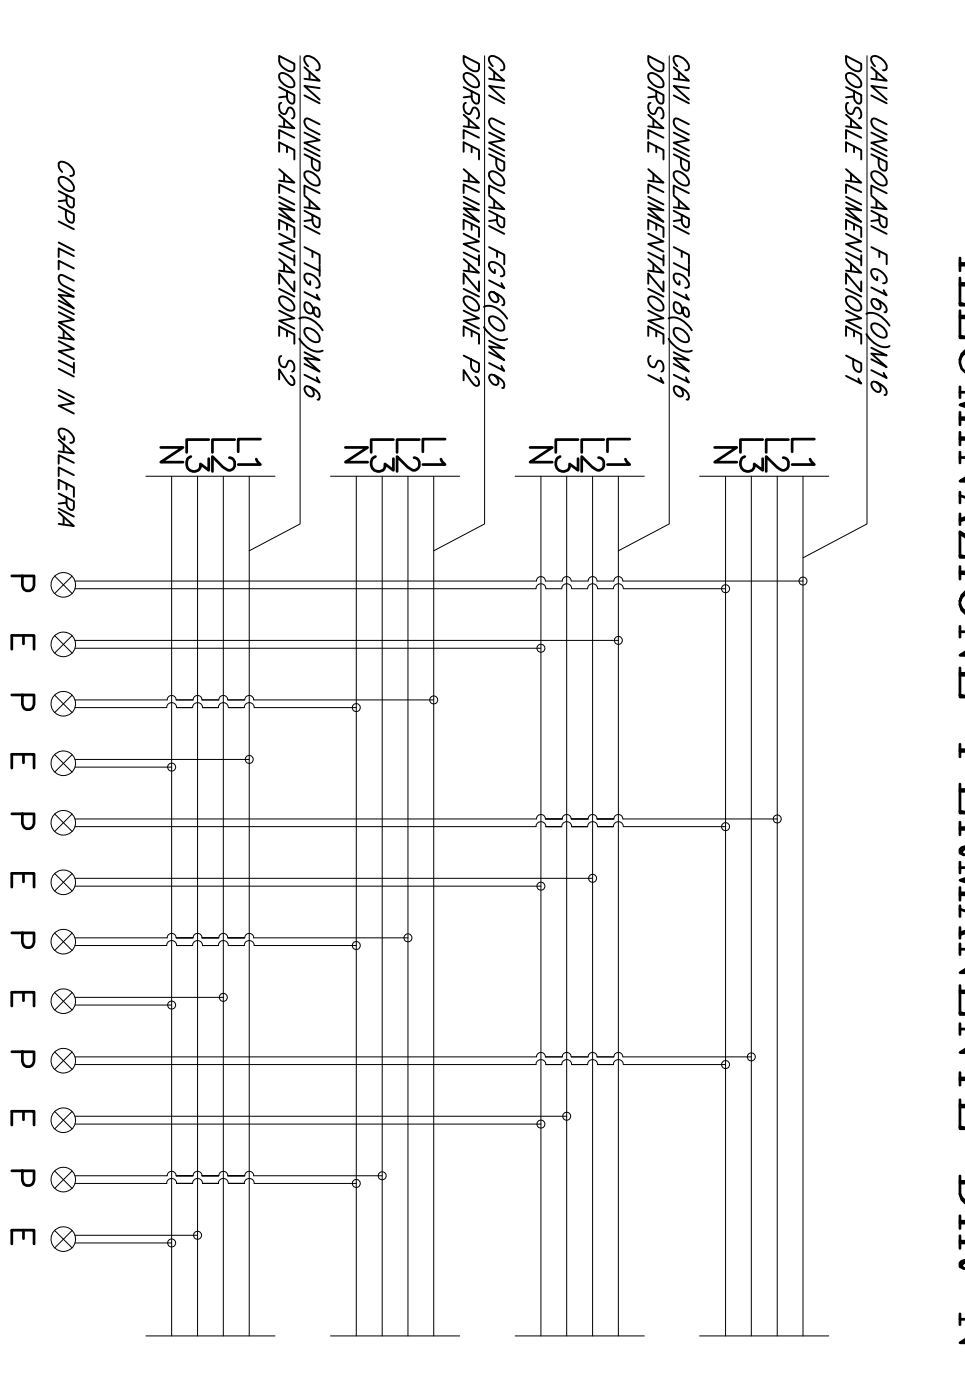 CAVI UNIPOLARI FG16(O)M16
DORSALE ALIMENTAZIONE P1
L1
L2
L3
N
CAVI UNIPOLARI FTG18(O)M16
DORSALE ALIMENTAZIONE S1
L1
L2
L3
N
CAVI UNIPOLARI FG16(O)M16
DORSALE ALIMENTAZIONE P2
L1
L2
L3
N
CAVI UNIPOLARI FTG18(O)M16
DORSALE ALIMENTAZIONE S2
L1
L2
L3
N
CORPI ILLUMINANTI IN GALLERIA
P E P E P E P E P E P E